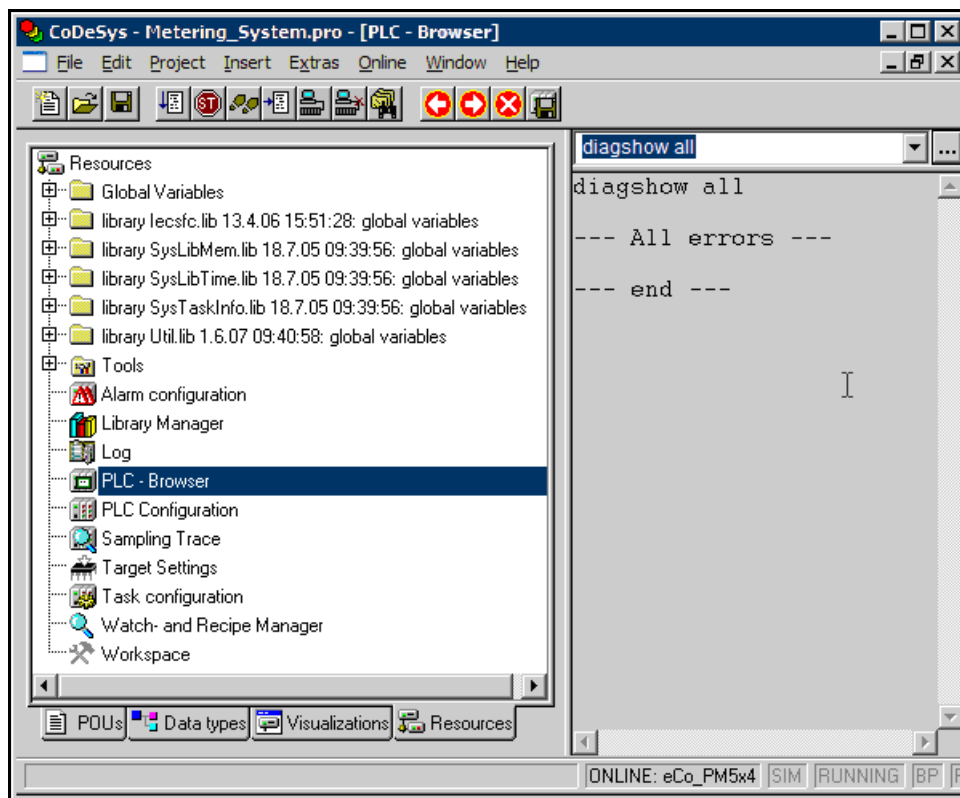 CoDeSys - Metering_System.pro - [PLC - Browser]
File Edit Project Insert Extras Online Window Help
ST
diagshow all
...
Resources
Global Variables
library Iecsfc.lib 13.4.06 15:51:28: global variables
library SysLibMem.lib 18.7.05 09:39:56: global variables
library SysLibTime.lib 18.7.05 09:39:56: global variables
library SysTaskInfo.lib 18.7.05 09:39:56: global variables
library Util.lib 1.6.07 09:40:58: global variables
Tools
Alarm configuration
Library Manager
Log
PLC - Browser
PLC Configuration
Sampling Trace
Target Settings
Task configuration
Watch- and Recipe Manager
Workspace
POUs Data types Visualizations Resources
diagshow all
--- All errors ---
--- end ---
ONLINE: eCo_PM5x4 SIM RUNNING BP